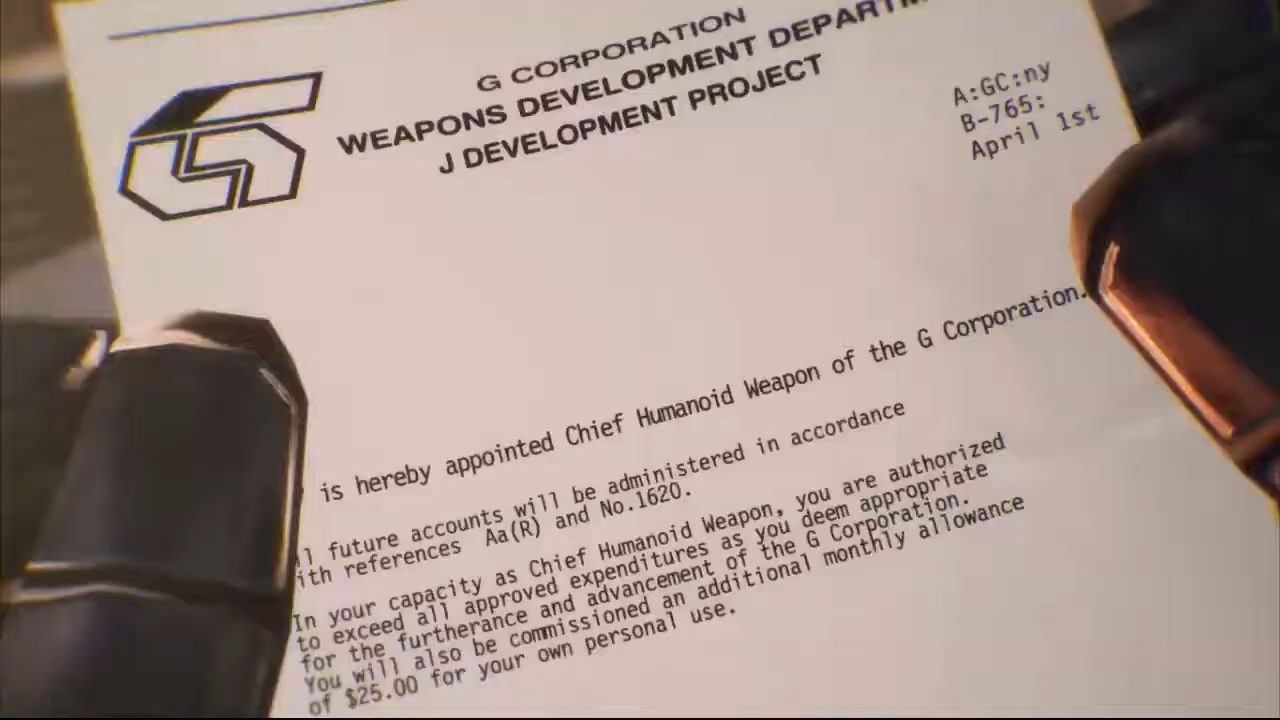 G CORPORATION
WEAPONS DEVELOPMENT DEPARTM
J DEVELOPMENT PROJECT
A:GC:ny
B-765:
April 1st
is hereby appointed Chief Humanoid Weapon of the G Corporation.
ll future accounts will be administered in accordance
ith references Aa(R) and No.1620.
In your capacity as Chief Humanoid Weapon, you are authorized
to exceed all approved expenditures as you deem appropriate
for the furtherance and advancement of the G Corporation.
You will also be commissioned an additional monthly allowance
of $25.00 for your own personal use.